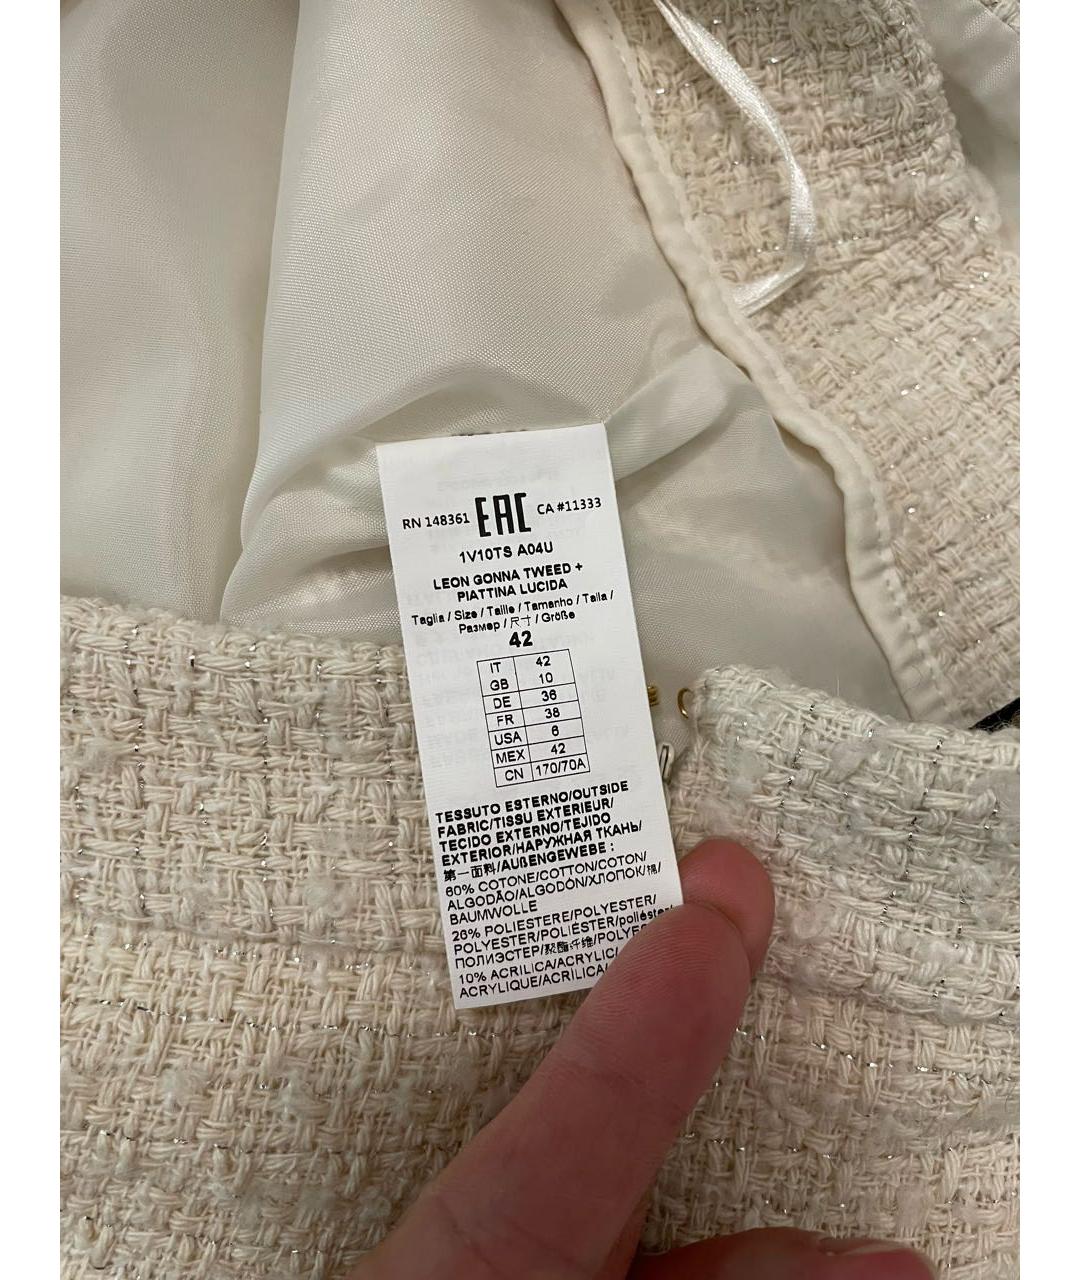 RN 148361 EAC CA #11333
1V10TS A04U
LEON GONNA TWEED +
PIATTINA LUCIDA
Taglia / Size / Taille / Tamanho / Talla /
Размер / 尺寸 / Größe
42
IT 42
GB 10
DE 36
FR 38
USA 6
MEX 42
CN 170/70A
TESSUTO ESTERNO/OUTSIDE
FABRIC/TISSU EXTERIEUR/
TECIDO EXTERNO/TEJIDO
EXTERIOR/НАРУЖНАЯ ТКАНЬ/
第一面料/AUßENGEWEBE :
60% COTONE/COTTON/COTON/
ALGODÃO/ALGODÓN/ХЛОПОК/棉/
BAUMWOLLE
26% POLIESTERE/POLYESTER/
POLYESTER/POLIÉSTER/poliéster/
ПОЛИЭСТЕР/聚酯纤维/POLYES
10% ACRILICA/ACRYLIC/
ACRYLIQUE/ACRÍLICA/